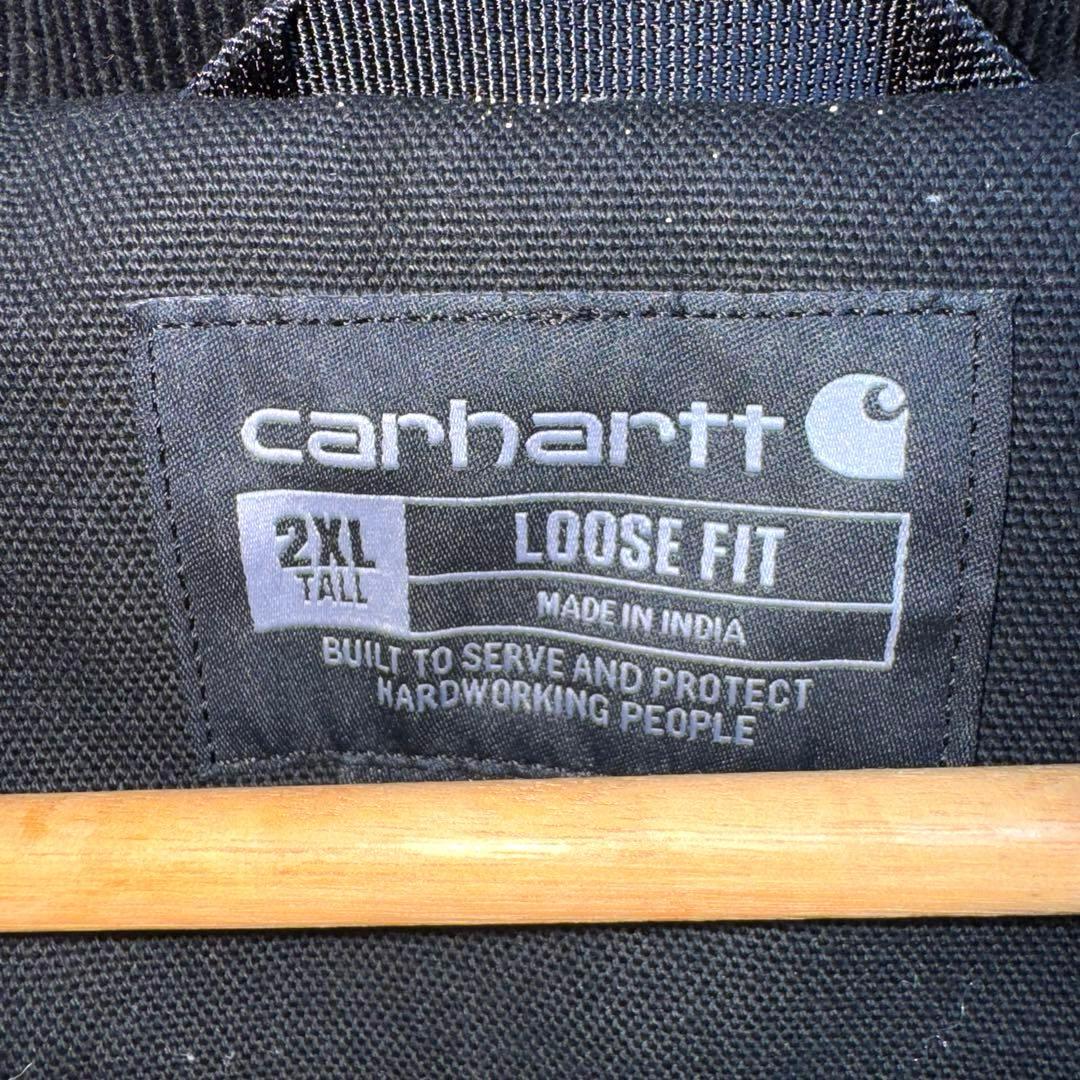 carhartt
2XL
TALL
LOOSE FIT
MADE IN INDIA
BUILT TO SERVE AND PROTECT
HARDWORKING PEOPLE